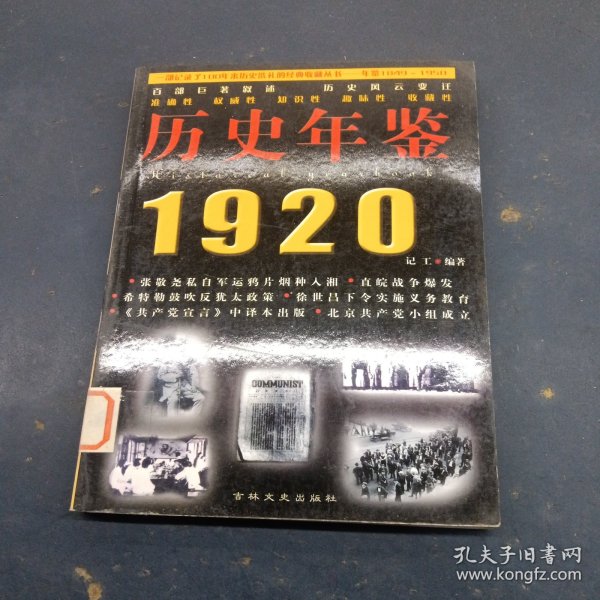 一部记录了100年来历史流程的经典收藏丛书 年鉴1849－1950
百部巨著叙述 历史风云变迁
准确性 权威性 知识性 趣味性 收藏性
历史年鉴
Historical yearbook
1920
记工·编著
·张敬尧私自军运鸦片烟种入湘 ·直皖战争爆发
·希特勒鼓吹反犹太政策 ·徐世昌下令实施义务教育
·《共产党宣言》中译本出版 ·北京共产党小组成立
COMMUNIST
吉林文史出版社
孔夫子旧书网
www.kongfz.com